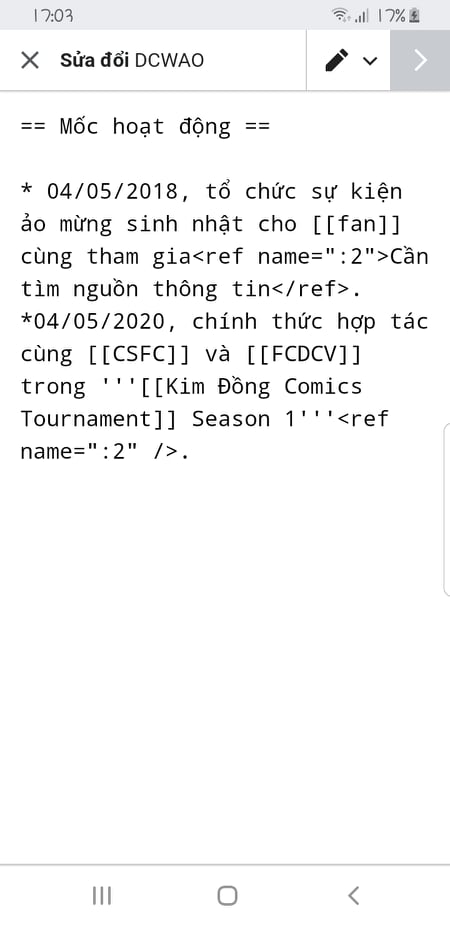 17:03
17%
Sửa đổi DCWAO
== Mốc hoạt động ==
* 04/05/2018, tổ chức sự kiện
ảo mừng sinh nhật cho [[fan]]
cùng tham gia<ref name=":2">Cần
tìm nguồn thông tin</ref>.
*04/05/2020, chính thức hợp tác
cùng [[CSFC]] và [[FCDCV]]
trong '''[[Kim Đồng Comics
Tournament]] Season 1'''<ref
name=":2" />.